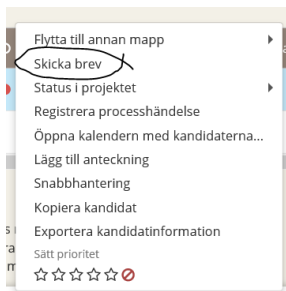 Flytta till annan mapp
Skicka brev
Status i projektet
Registrera processhändelse
Öppna kalendern med kandidaterna...
Lägg till anteckning
Snabbhantering
Kopiera kandidat
Exportera kandidatinformation
Sätt prioritet